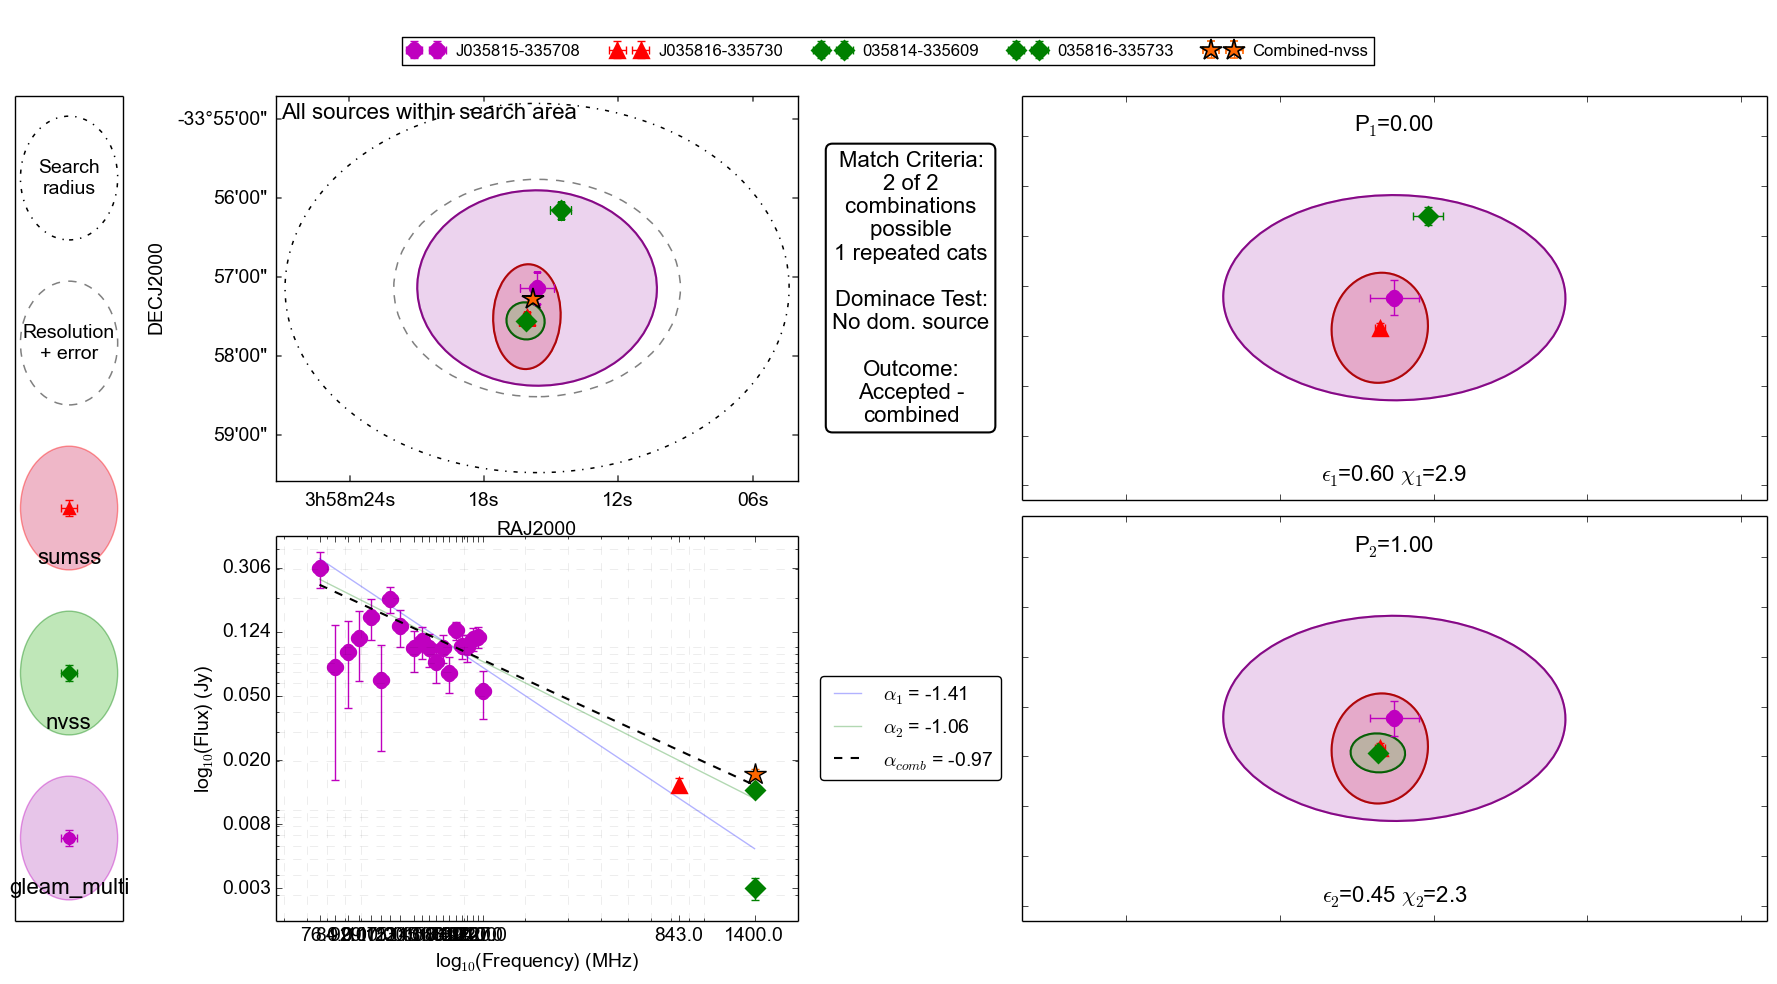 J035815-335708 J035816-335730 035814-335609 035816-335733 Combined-nvss
Search
radius
Resolution
+ error
sumss
nvss
gleam_multi
All sources within search area
DECJ2000
-33°55'00"
56'00"
57'00"
58'00"
59'00"
3h58m24s 18s 12s 06s
RAJ2000
Match Criteria:
2 of 2
combinations
possible
1 repeated cats
Dominace Test:
No dom. source
Outcome:
Accepted -
combined
P₁=0.00
ϵ₁=0.60 χ₁=2.9
P₂=1.00
ϵ₂=0.45 χ₂=2.3
log₁₀(Flux) (Jy)
0.306
0.124
0.050
0.020
0.008
0.003
843.0 1400.0
log₁₀(Frequency) (MHz)
α₁ = -1.41
α₂ = -1.06
α_comb = -0.97